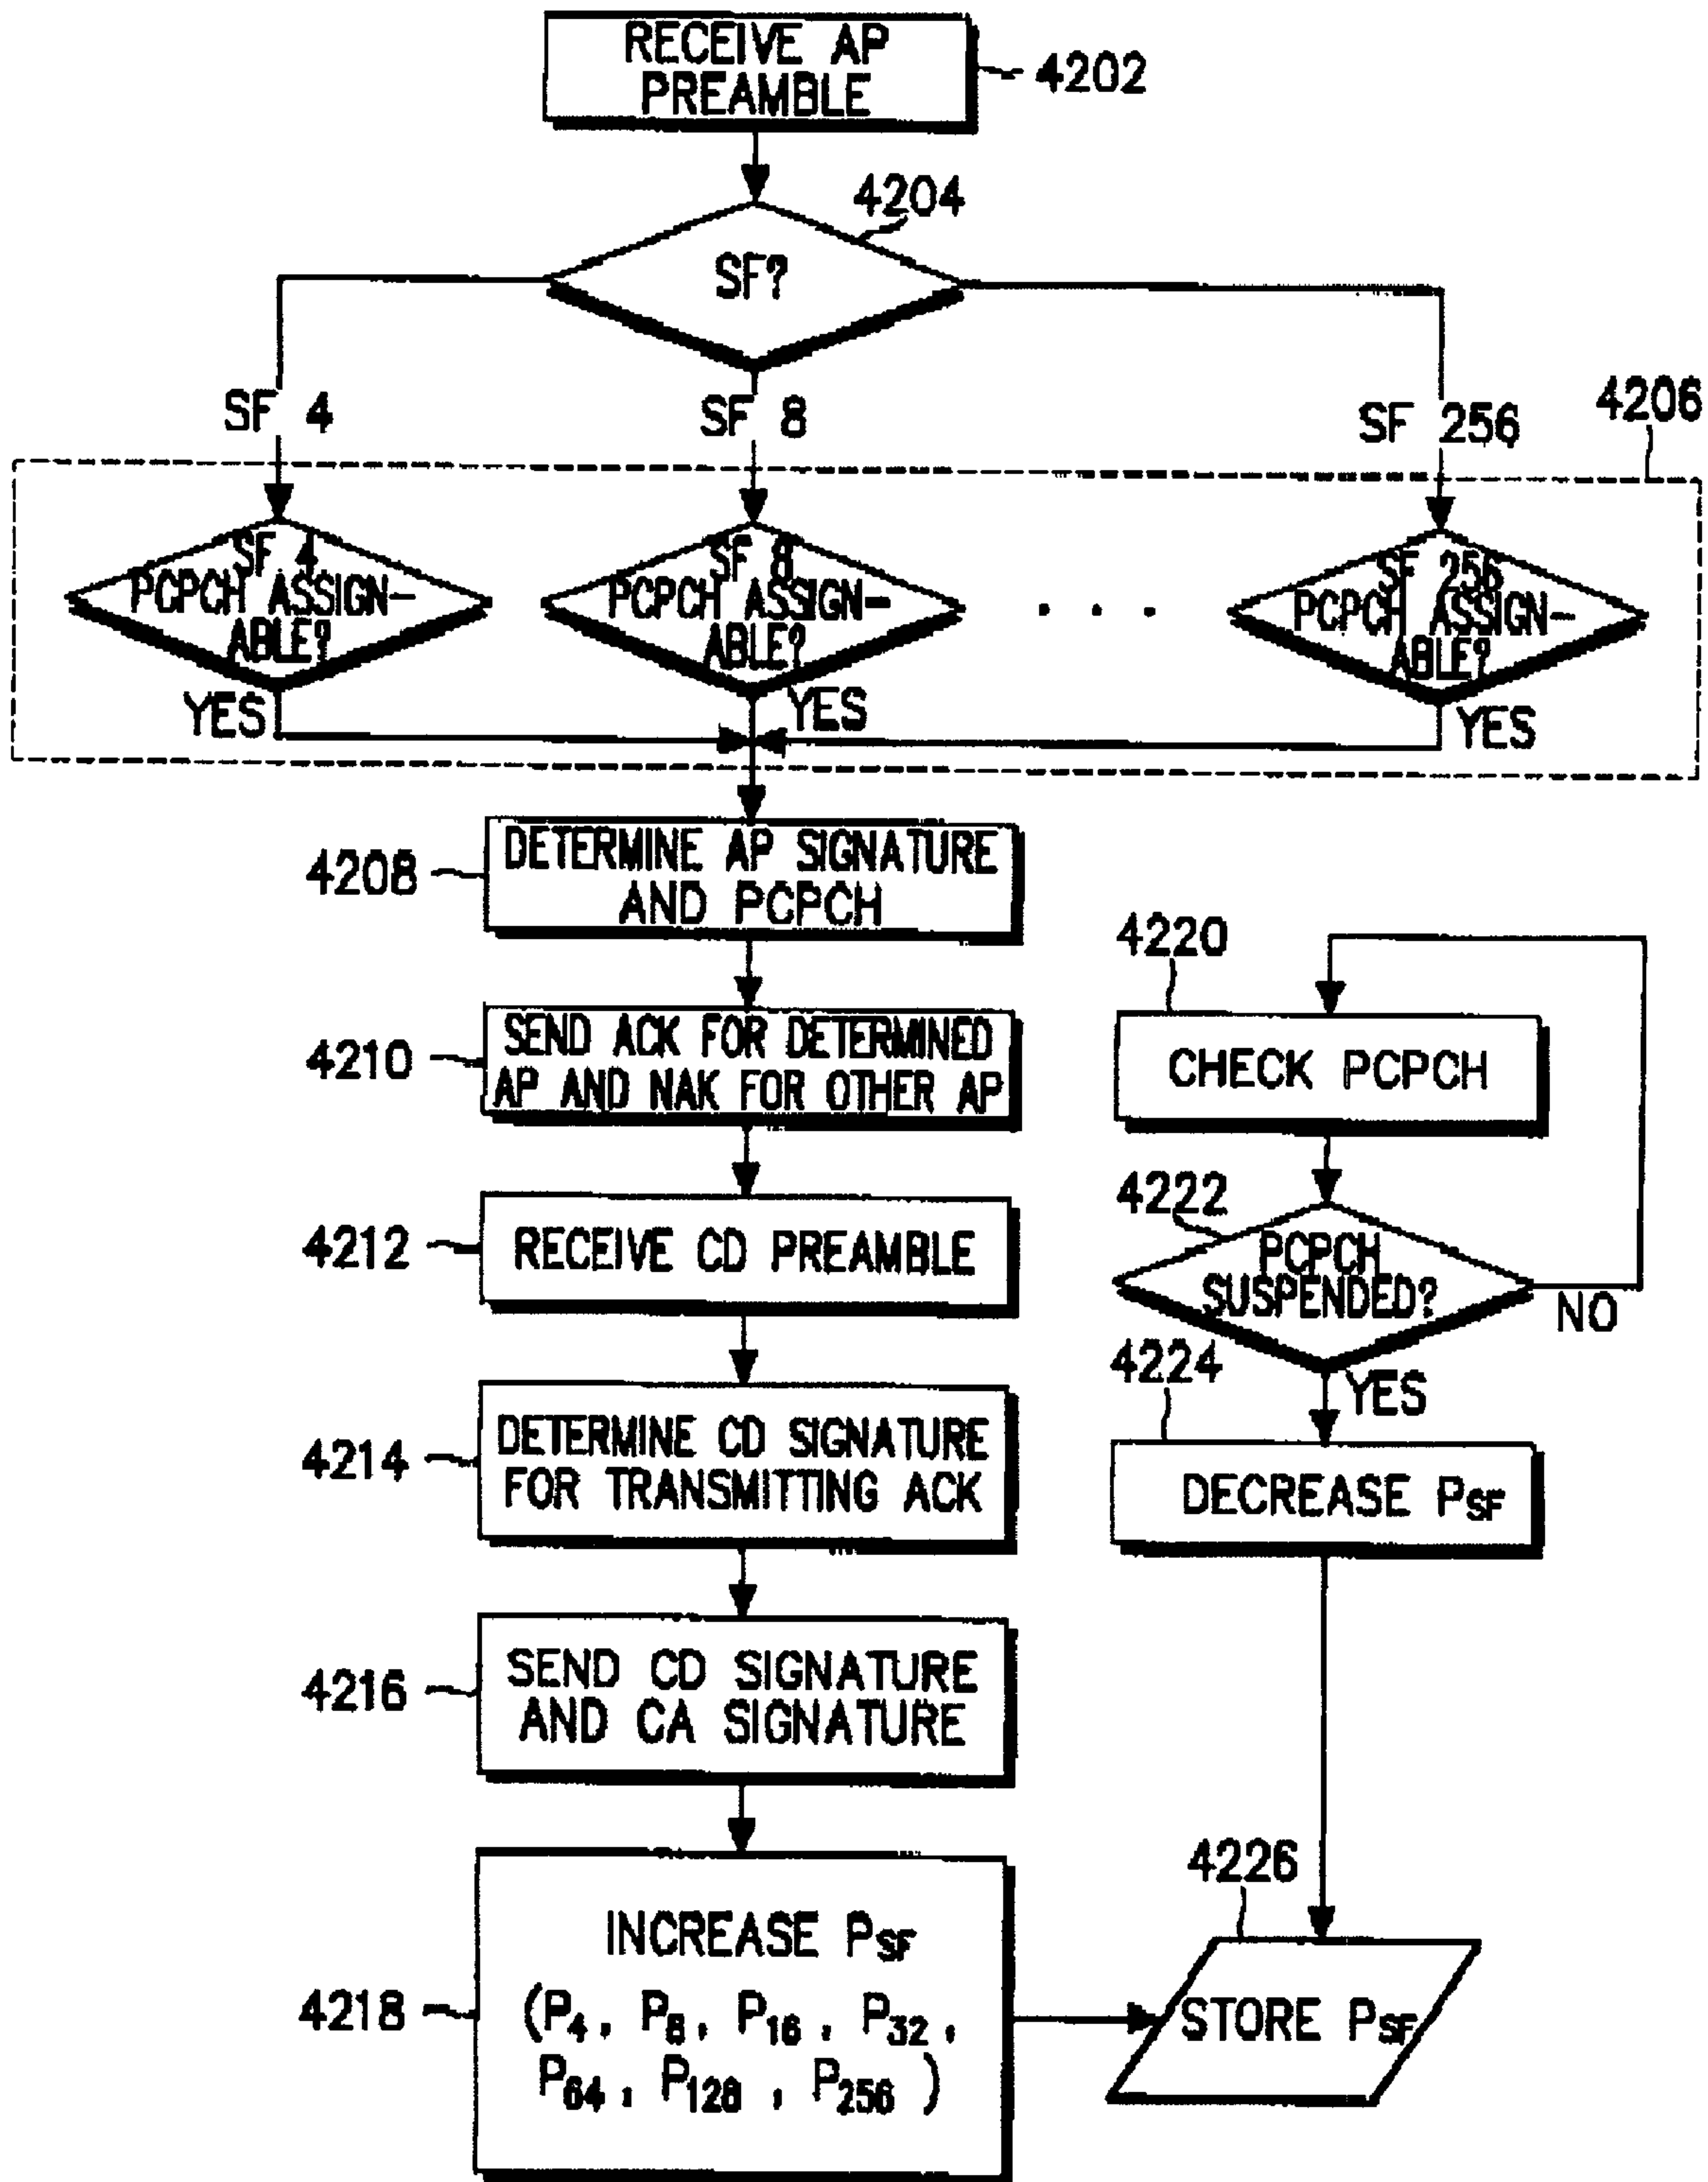 RECEIVE AP
PREAMBLE
4202
4204
SF?
SF 4
SF 8
SF 256
4206
SF 4
PCPCH ASSIGN-
ABLE?
SF 8
PCPCH ASSIGN-
ABLE?
. . .
SF 256
PCPCH ASSIGN-
ABLE?
YES
YES
YES
4208
DETERMINE AP SIGNATURE
AND PCPCH
4210
SEND ACK FOR DETERMINED
AP AND NAK FOR OTHER AP
4212
RECEIVE CD PREAMBLE
4214
DETERMINE CD SIGNATURE
FOR TRANSMITTING ACK
4216
SEND CD SIGNATURE
AND CA SIGNATURE
4218
INCREASE PSF
(P4, P8, P16, P32,
P64, P128, P256)
4220
CHECK PCPCH
4222
PCPCH
SUSPENDED?
NO
YES
4224
DECREASE PSF
4226
STORE PSF